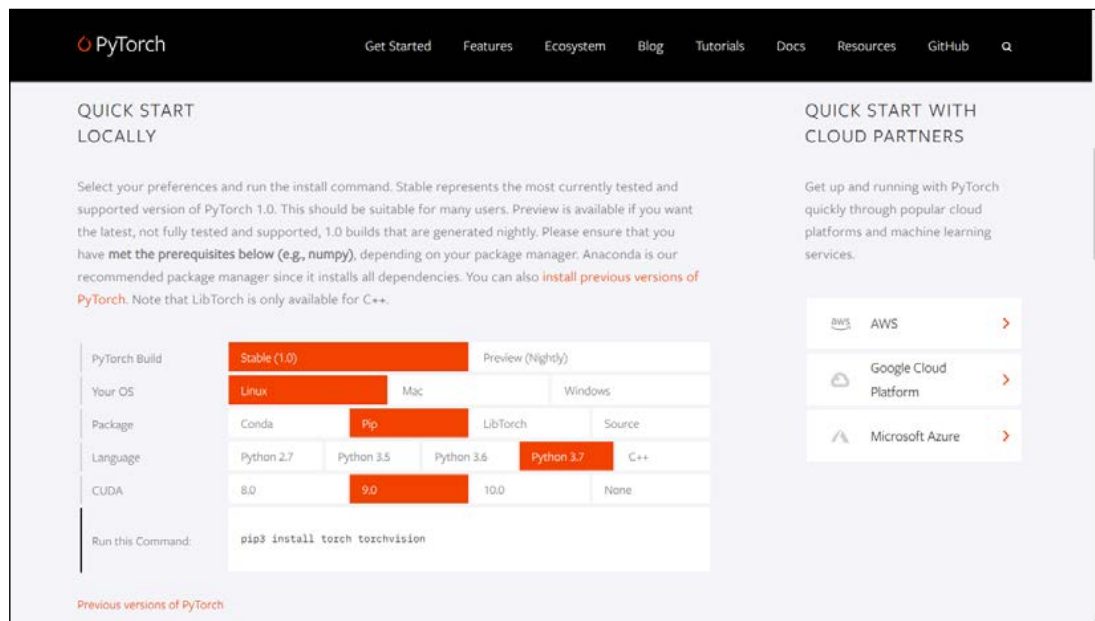 PyTorch
Get Started Features Ecosystem Blog Tutorials Docs Resources GitHub
QUICK START
LOCALLY
Select your preferences and run the install command. Stable represents the most currently tested and
supported version of PyTorch 1.0. This should be suitable for many users. Preview is available if you want
the latest, not fully tested and supported, 1.0 builds that are generated nightly. Please ensure that you
have met the prerequisites below (e.g., numpy), depending on your package manager. Anaconda is our
recommended package manager since it installs all dependencies. You can also install previous versions of
PyTorch. Note that LibTorch is only available for C++.
PyTorch Build Stable (1.0) Preview (Nightly)
Your OS Linux Mac Windows
Package Conda Pip LibTorch Source
Language Python 2.7 Python 3.5 Python 3.6 Python 3.7 C++
CUDA 8.0 9.0 10.0 None
Run this Command: pip3 install torch torchvision
Previous versions of PyTorch
QUICK START WITH
CLOUD PARTNERS
Get up and running with PyTorch
quickly through popular cloud
platforms and machine learning
services.
aws AWS
Google Cloud
Platform
Microsoft Azure